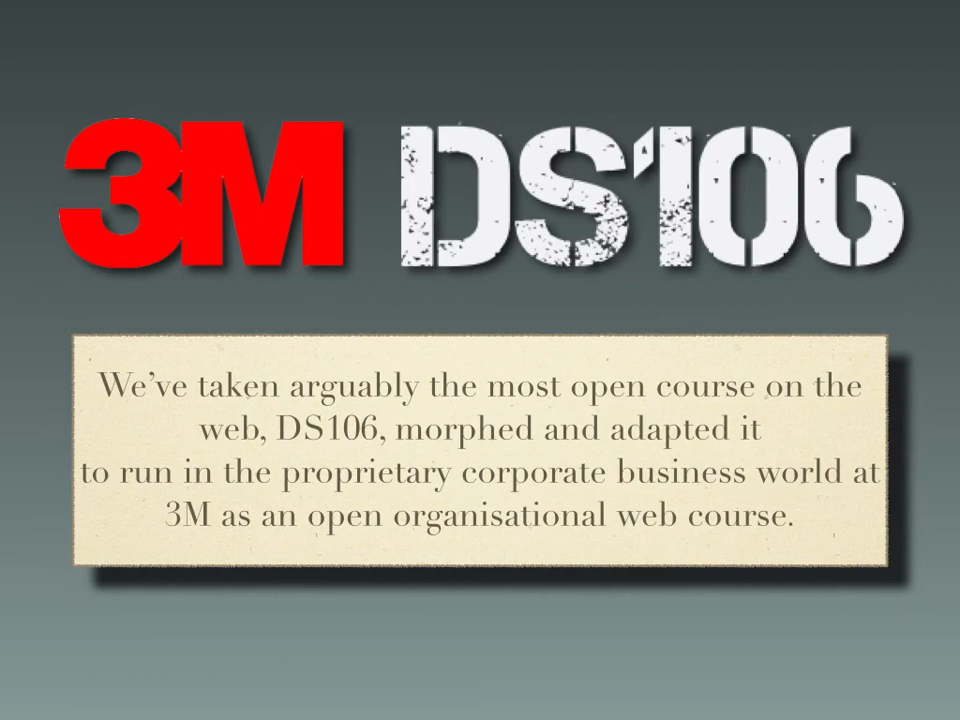 3M DS106
We've taken arguably the most open course on the
web, DS106, morphed and adapted it
to run in the proprietary corporate business world at
3M as an open organisational web course.